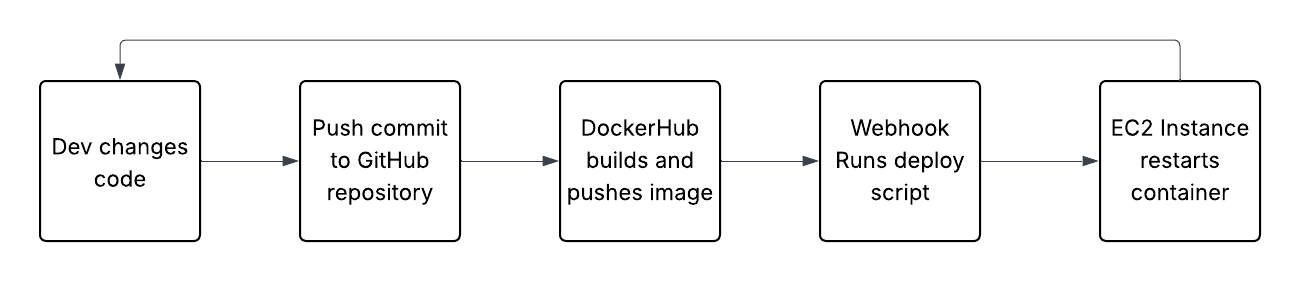 Dev changes
code
Push commit
to GitHub
repository
DockerHub
builds and
pushes image
Webhook
Runs deploy
script
EC2 Instance
restarts
container